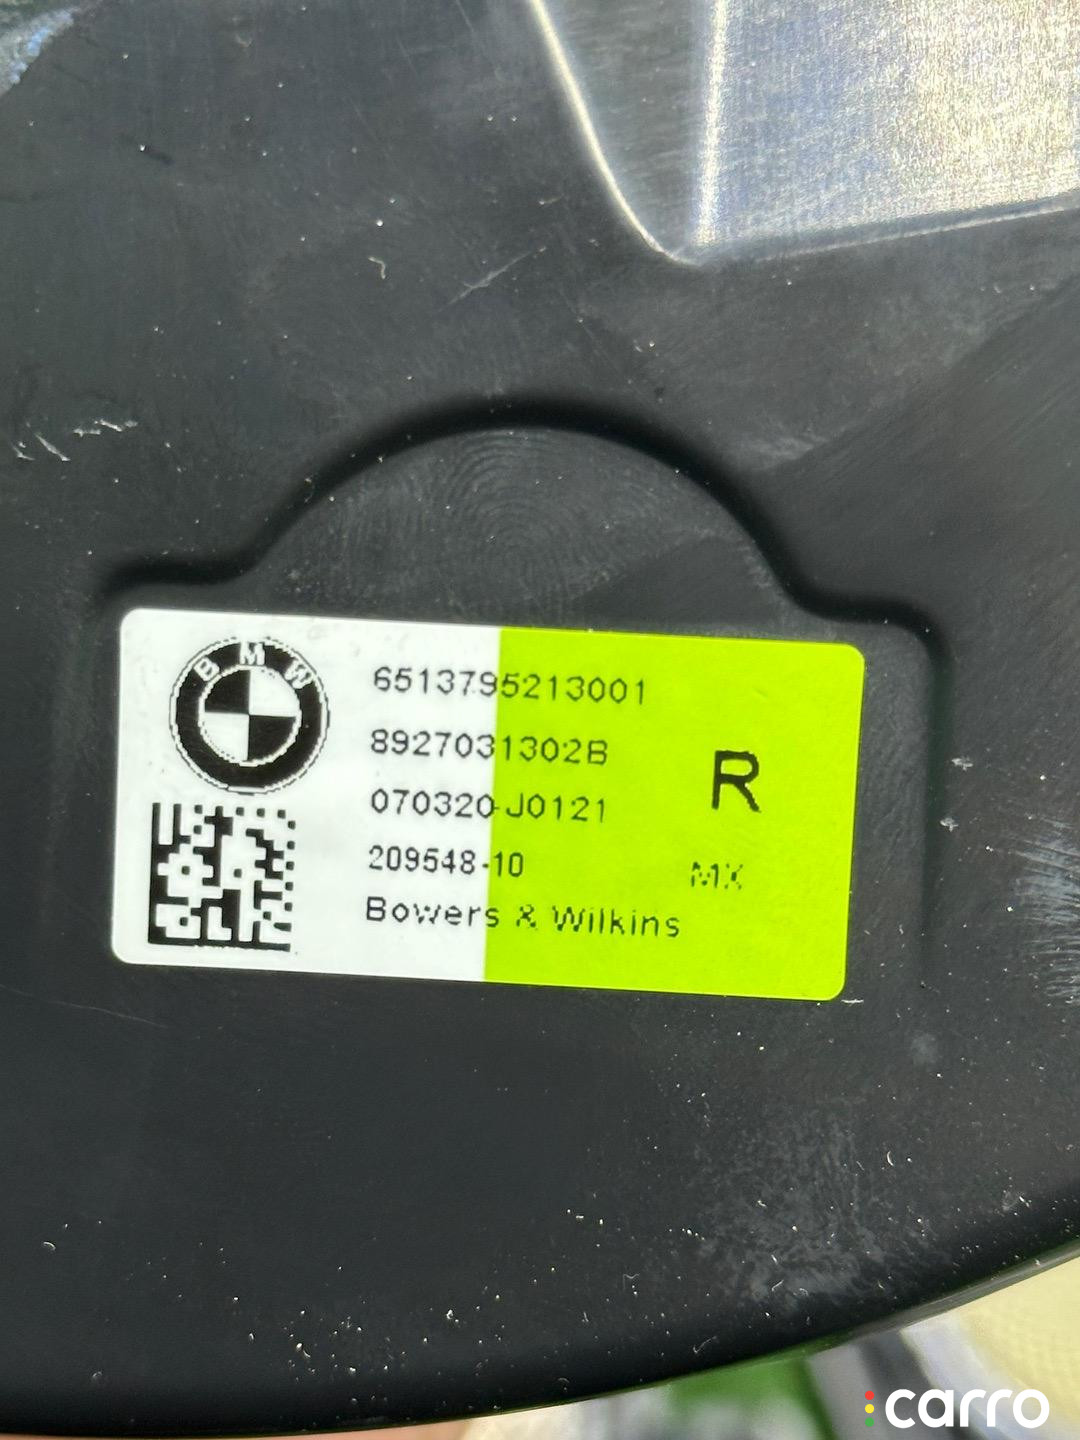 BMW
6513795213001
8927031302B
R
070320-J0121
209548-10
MX
Bowers & Wilkins
carro